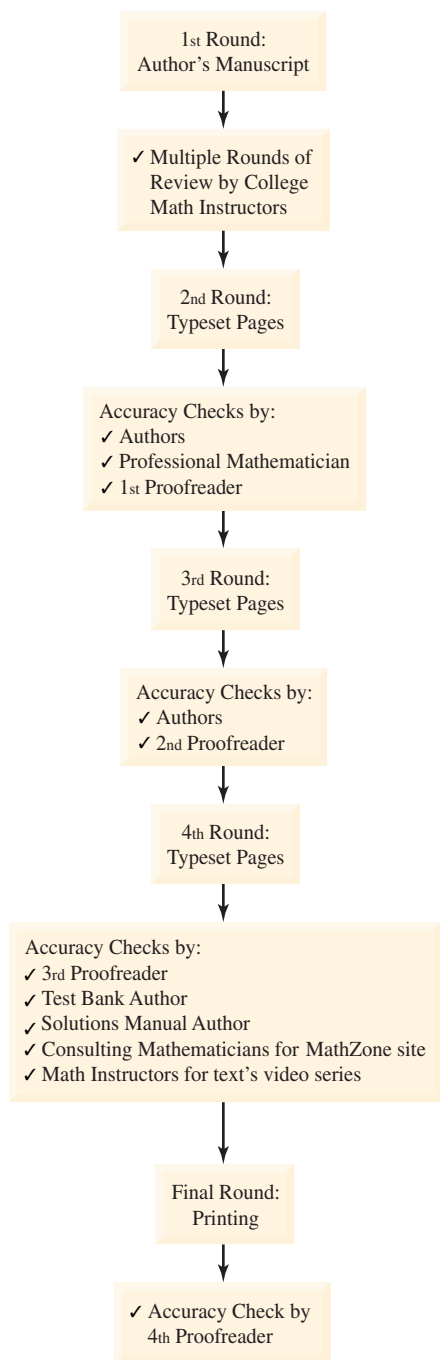 1st Round:
Author's Manuscript
✓ Multiple Rounds of
Review by College
Math Instructors
2nd Round:
Typeset Pages
Accuracy Checks by:
✓ Authors
✓ Professional Mathematician
✓ 1st Proofreader
3rd Round:
Typeset Pages
Accuracy Checks by:
✓ Authors
✓ 2nd Proofreader
4th Round:
Typeset Pages
Accuracy Checks by:
✓ 3rd Proofreader
✓ Test Bank Author
✓ Solutions Manual Author
✓ Consulting Mathematicians for MathZone site
✓ Math Instructors for text's video series
Final Round:
Printing
✓ Accuracy Check by
4th Proofreader